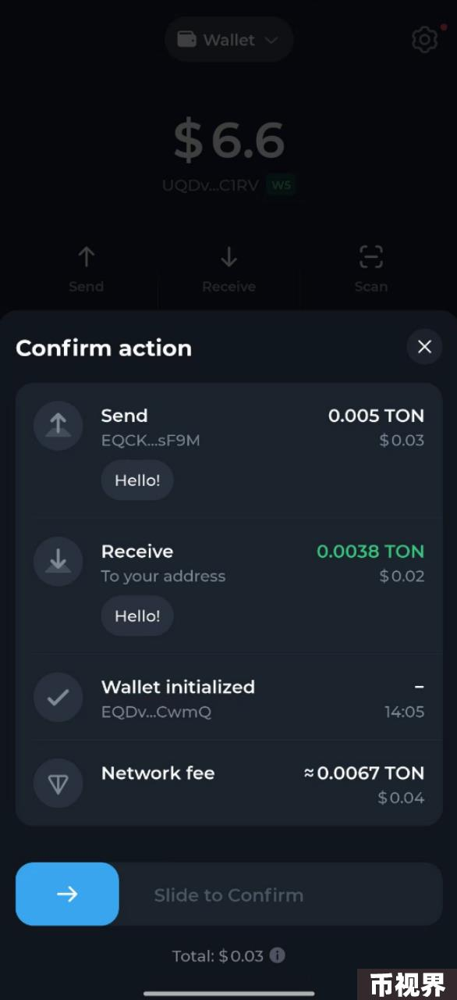 Wallet
$6.6
UQDv...C1RV W5
Send Receive Scan
Confirm action
Send 0.005 TON
EQCK...sF9M $0.03
Hello!
Receive 0.0038 TON
To your address $0.02
Hello!
Wallet initialized –
EQDv...CwmQ 14:05
Network fee ≈0.0067 TON
$0.04
Slide to Confirm
Total: $0.03
币视界